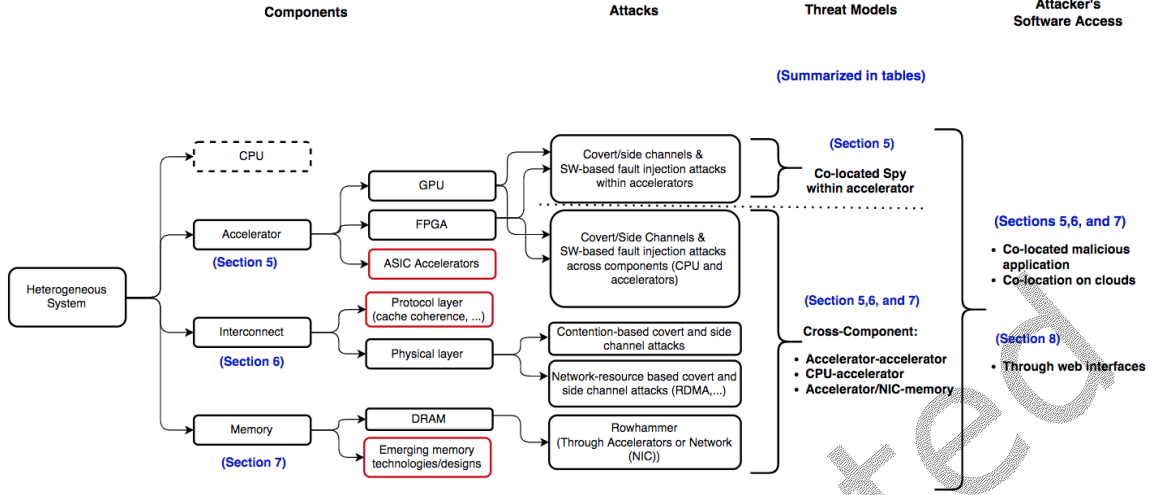 Components
Attacks
Threat Models
Attacker's
Software Access
(Summarized in tables)
CPU
Covert/side channels &
SW-based fault injection attacks
within accelerators
(Section 5)
Co-located Spy
within accelerator
GPU
FPGA
Accelerator
(Section 5)
ASIC Accelerators
Covert/Side Channels &
SW-based fault injection attacks
across components (CPU and
accelerators)
(Sections 5,6, and 7)
• Co-located malicious
application
• Co-location on clouds
Heterogeneous
System
Protocol layer
(cache coherence, ...)
Interconnect
(Section 6)
Physical layer
Contention-based covert and side
channel attacks
Network-resource based covert and
side channel attacks (RDMA,...)
(Section 5,6, and 7)
Cross-Component:
• Accelerator-accelerator
• CPU-accelerator
• Accelerator/NIC-memory
(Section 8)
• Through web interfaces
Memory
(Section 7)
DRAM
Emerging memory
technologies/designs
Rowhammer
(Through Accelerators or Network
(NIC))
ted